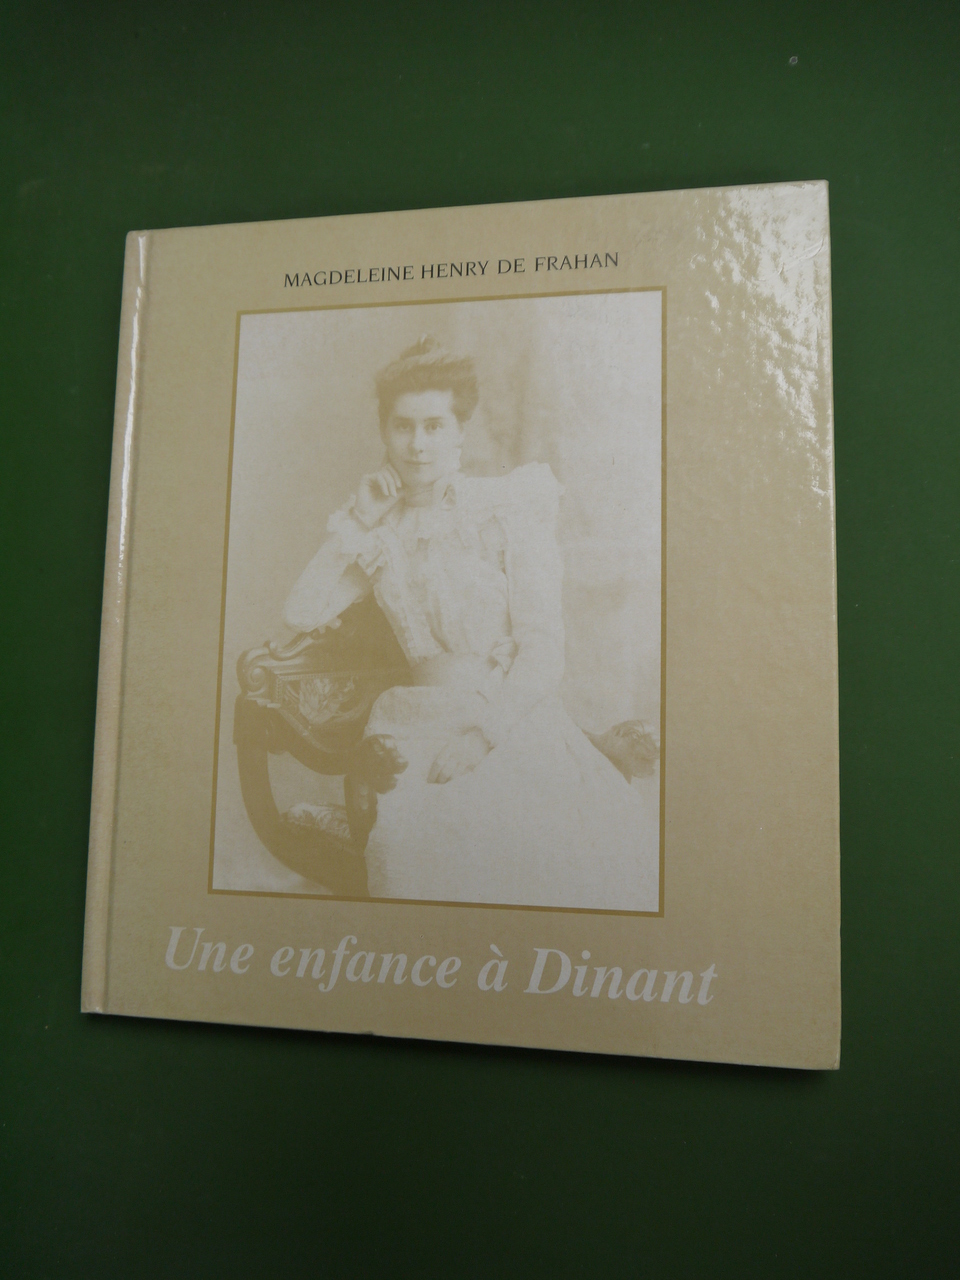 MAGDELEINE HENRY DE FRAHAN
Une enfance à Dinant